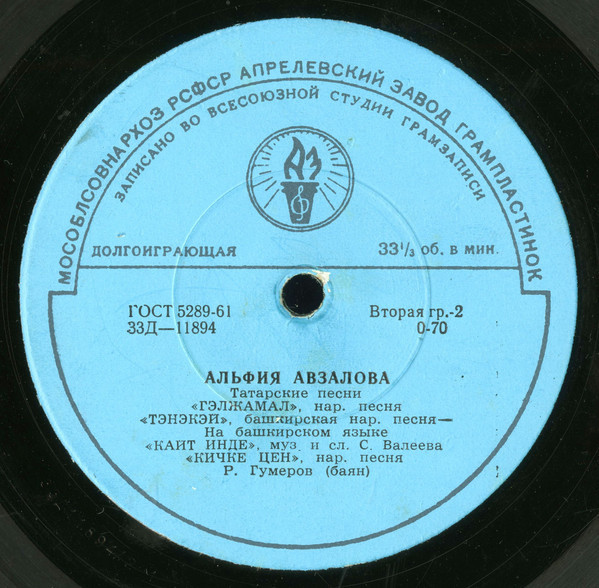 МОСОБЛСОВНАРХОЗ РСФСР АПРЕЛЕВСКИЙ ЗАВОД ГРАМПЛАСТИНОК
ЗАПИСАНО ВО ВСЕСОЮЗНОЙ СТУДИИ ГРАМЗАПИСИ
АЗ
ДОЛГОИГРАЮЩАЯ 33⅓ об. в мин.
ГОСТ 5289-61 Вторая гр.-2
33Д—11894 0-70
АЛЬФИЯ АВЗАЛОВА
Татарские песни
«ГЭЛЖАМАЛ», нар. песня
«ТЭНЭКЭЙ», башкирская нар. песня—
На башкирском языке
«КАИТ ИНДЕ», муз и сл. С. Валеева
«КИЧКЕ ЦЕН», нар. песня
Р. Гумеров (баян)